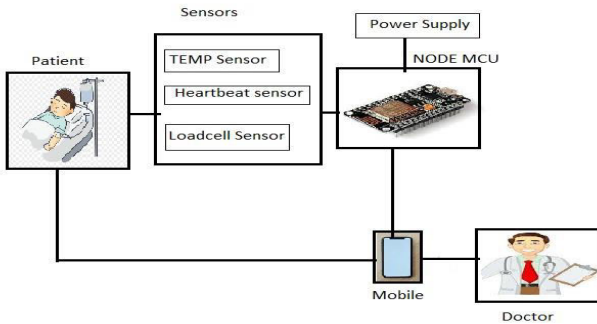 Sensors
Power Supply
Patient
NODE MCU
TEMP Sensor
Heartbeat sensor
Loadcell Sensor
Mobile
Doctor